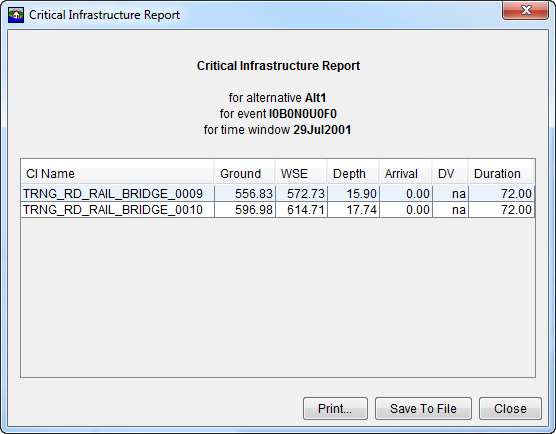 Critical Infrastructure Report
Critical Infrastructure Report
for alternative Alt1
for event I0B0N0U0F0
for time window 29Jul2001
CI Name Ground WSE Depth Arrival DV Duration
TRNG_RD_RAIL_BRIDGE_0009 556.83 572.73 15.90 0.00 na 72.00
TRNG_RD_RAIL_BRIDGE_0010 596.98 614.71 17.74 0.00 na 72.00
Print... Save To File Close